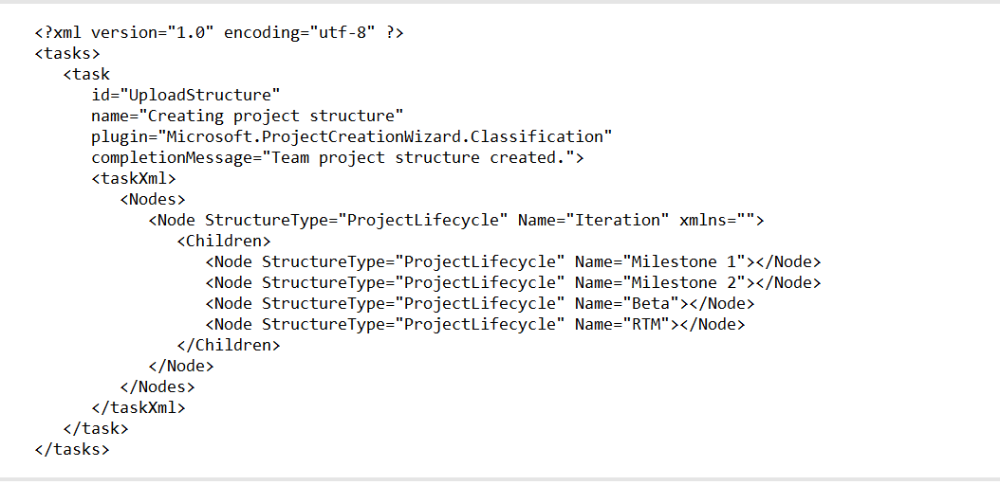 <?xml version="1.0" encoding="utf-8" ?>
<tasks>
   <task
      id="UploadStructure"
      name="Creating project structure"
      plugin="Microsoft.ProjectCreationWizard.Classification"
      completionMessage="Team project structure created.">
      <taskXml>
         <Nodes>
            <Node StructureType="ProjectLifecycle" Name="Iteration" xmlns="">
               <Children>
                  <Node StructureType="ProjectLifecycle" Name="Milestone 1"></Node>
                  <Node StructureType="ProjectLifecycle" Name="Milestone 2"></Node>
                  <Node StructureType="ProjectLifecycle" Name="Beta"></Node>
                  <Node StructureType="ProjectLifecycle" Name="RTM"></Node>
               </Children>
            </Node>
         </Nodes>
      </taskXml>
   </task>
</tasks>